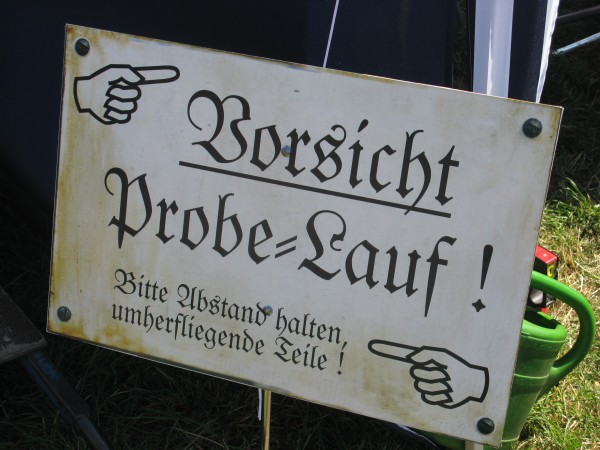 Vorsicht
Probe=Lauf !
Bitte Abstand halten,
umherfliegende Teile !